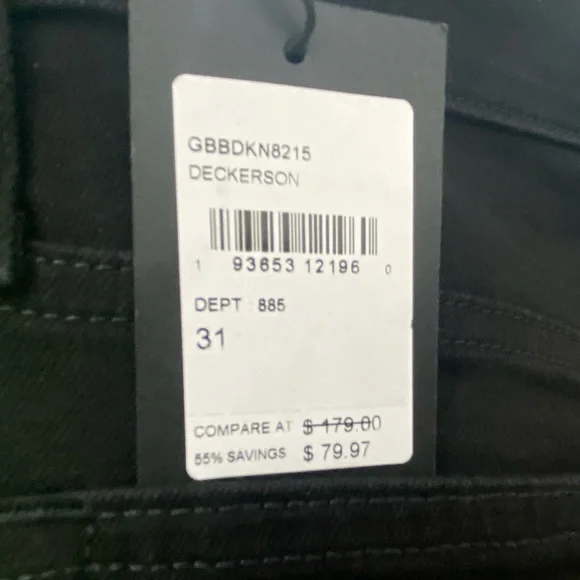 GBBDKN8215
DECKERSON
1 93653 12196 0
DEPT : 885
31
COMPARE AT $ 179.00
55% SAVINGS $ 79.97